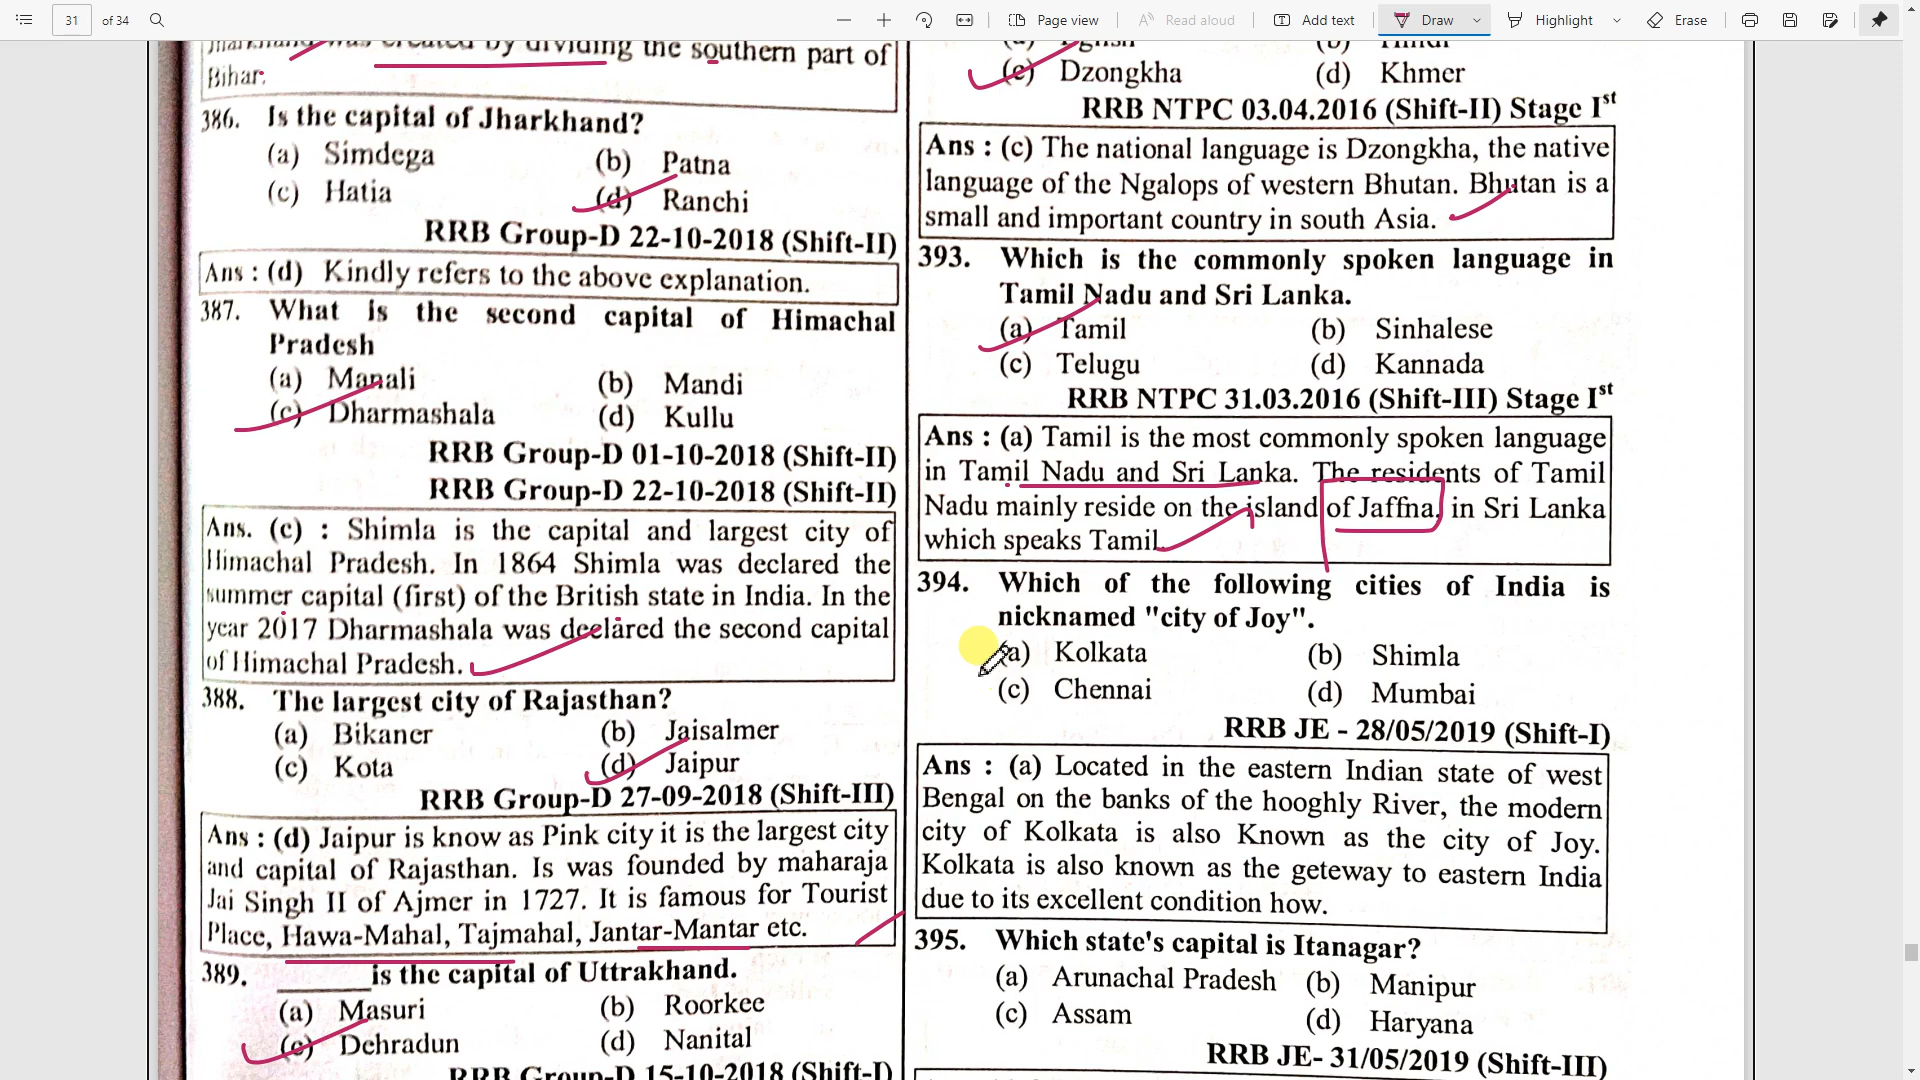 31 of 34
Page view
Read aloud
Add text
Draw
Highlight
Erase
Jharkhand was created by dividing the southern part of
Bihar.
386. Is the capital of Jharkhand?
(a) Simdega (b) Patna
(c) Hatia (d) Ranchi
RRB Group-D 22-10-2018 (Shift-II)
Ans : (d) Kindly refers to the above explanation.
387. What is the second capital of Himachal
Pradesh
(a) Manali (b) Mandi
(c) Dharmashala (d) Kullu
RRB Group-D 01-10-2018 (Shift-II)
RRB Group-D 22-10-2018 (Shift-II)
Ans. (c) : Shimla is the capital and largest city of
Himachal Pradesh. In 1864 Shimla was declared the
summer capital (first) of the British state in India. In the
year 2017 Dharmashala was declared the second capital
of Himachal Pradesh.
388. The largest city of Rajasthan?
(a) Bikaner (b) Jaisalmer
(c) Kota (d) Jaipur
RRB Group-D 27-09-2018 (Shift-III)
Ans : (d) Jaipur is know as Pink city it is the largest city
and capital of Rajasthan. Is was founded by maharaja
Jai Singh II of Ajmer in 1727. It is famous for Tourist
Place, Hawa-Mahal, Tajmahal, Jantar-Mantar etc.
389. ______is the capital of Uttrakhand.
(a) Masuri (b) Roorkee
(c) Dehradun (d) Nanital
RRB Group-D 15-10-2018 (Shift-I)
(b) Hindi
(c) Dzongkha (d) Khmer
RRB NTPC 03.04.2016 (Shift-II) Stage Ist
Ans : (c) The national language is Dzongkha, the native
language of the Ngalops of western Bhutan. Bhutan is a
small and important country in south Asia.
393. Which is the commonly spoken language in
Tamil Nadu and Sri Lanka.
(a) Tamil (b) Sinhalese
(c) Telugu (d) Kannada
RRB NTPC 31.03.2016 (Shift-III) Stage Ist
Ans : (a) Tamil is the most commonly spoken language
in Tamil Nadu and Sri Lanka. The residents of Tamil
Nadu mainly reside on the island of Jaffna, in Sri Lanka
which speaks Tamil.
394. Which of the following cities of India is
nicknamed "city of Joy".
(a) Kolkata (b) Shimla
(c) Chennai (d) Mumbai
RRB JE - 28/05/2019 (Shift-I)
Ans : (a) Located in the eastern Indian state of west
Bengal on the banks of the hooghly River, the modern
city of Kolkata is also Known as the city of Joy.
Kolkata is also known as the geteway to eastern India
due to its excellent condition how.
395. Which state's capital is Itanagar?
(a) Arunachal Pradesh (b) Manipur
(c) Assam (d) Haryana
RRB JE- 31/05/2019 (Shift-III)